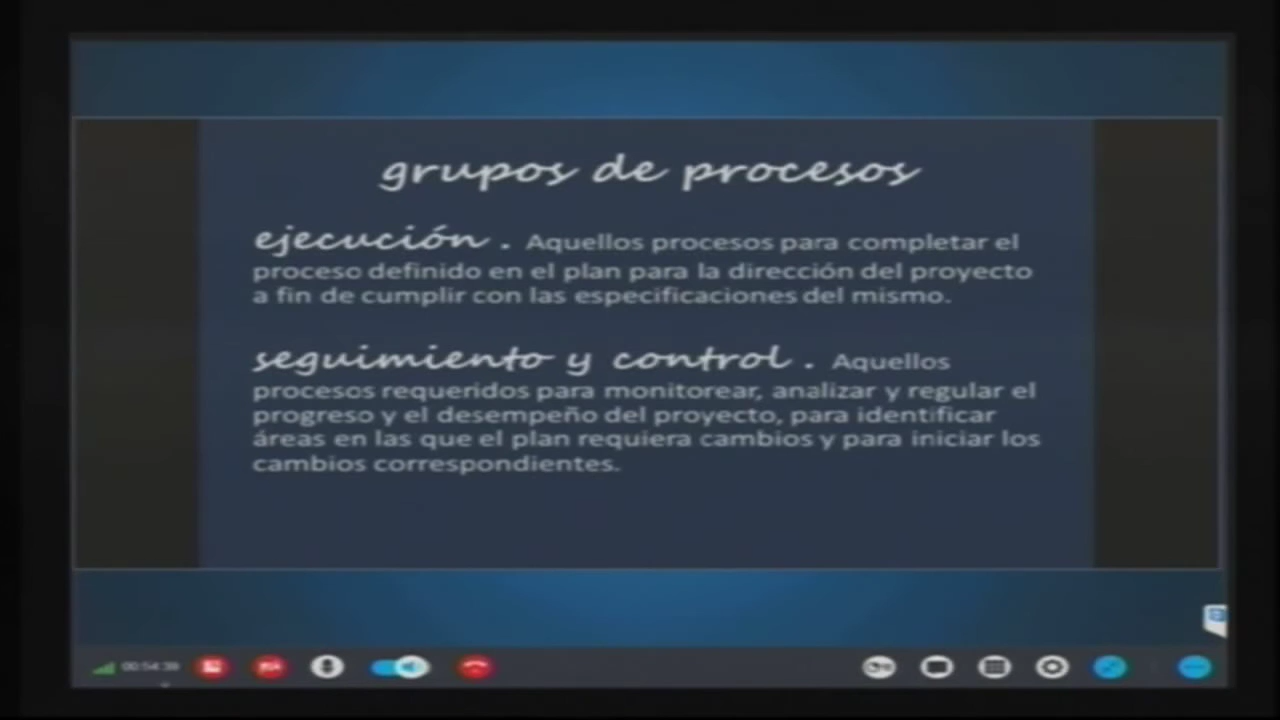 grupos de procesos
ejecución . Aquellos procesos para completar el
proceso definido en el plan para la dirección del proyecto
a fin de cumplir con las especificaciones del mismo.
seguimiento y control . Aquellos
procesos requeridos para monitorear, analizar y regular el
progreso y el desempeño del proyecto, para identificar
áreas en las que el plan requiera cambios y para iniciar los
cambios correspondientes.
00:54:39